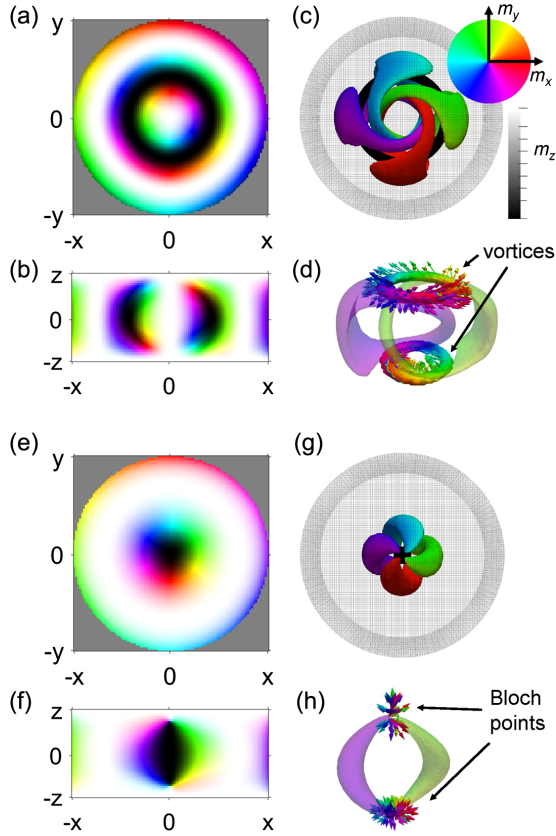 (a)
y
0
-y
-x 0 x
(c)
m_y
m_x
m_z
(b)
z
0
-z
-x 0 x
(d)
vortices
(e)
y
0
-y
-x 0 x
(g)
(f)
z
0
-z
-x 0 x
(h)
Bloch
points